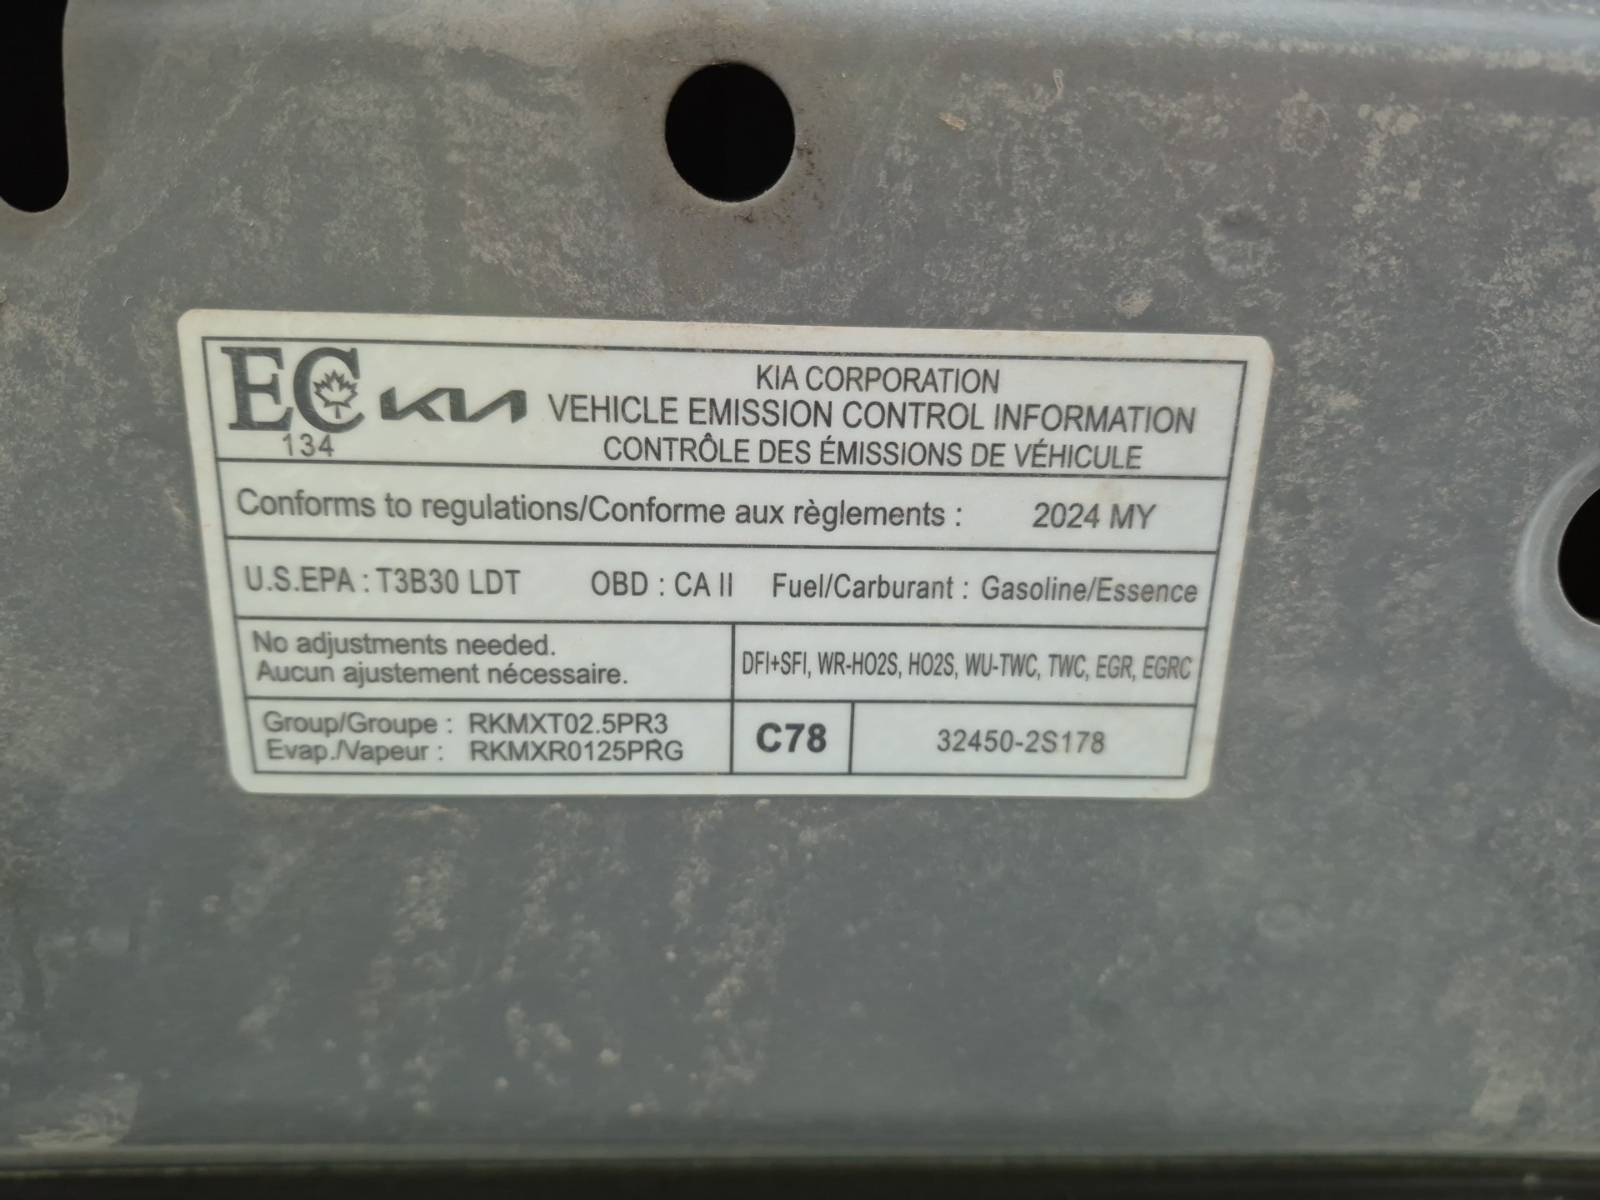 EC KIA
134
KIA CORPORATION
VEHICLE EMISSION CONTROL INFORMATION
CONTRÔLE DES ÉMISSIONS DE VÉHICULE
Conforms to regulations/Conforme aux règlements : 2024 MY
U.S.EPA : T3B30 LDT OBD : CA II Fuel/Carburant : Gasoline/Essence
No adjustments needed.
Aucun ajustement nécessaire.
DFI+SFI, WR-HO2S, HO2S, WU-TWC, TWC, EGR, EGRC
Group/Groupe : RKMXT02.5PR3
Evap./Vapeur : RKMXR0125PRG
C78
32450-2S178